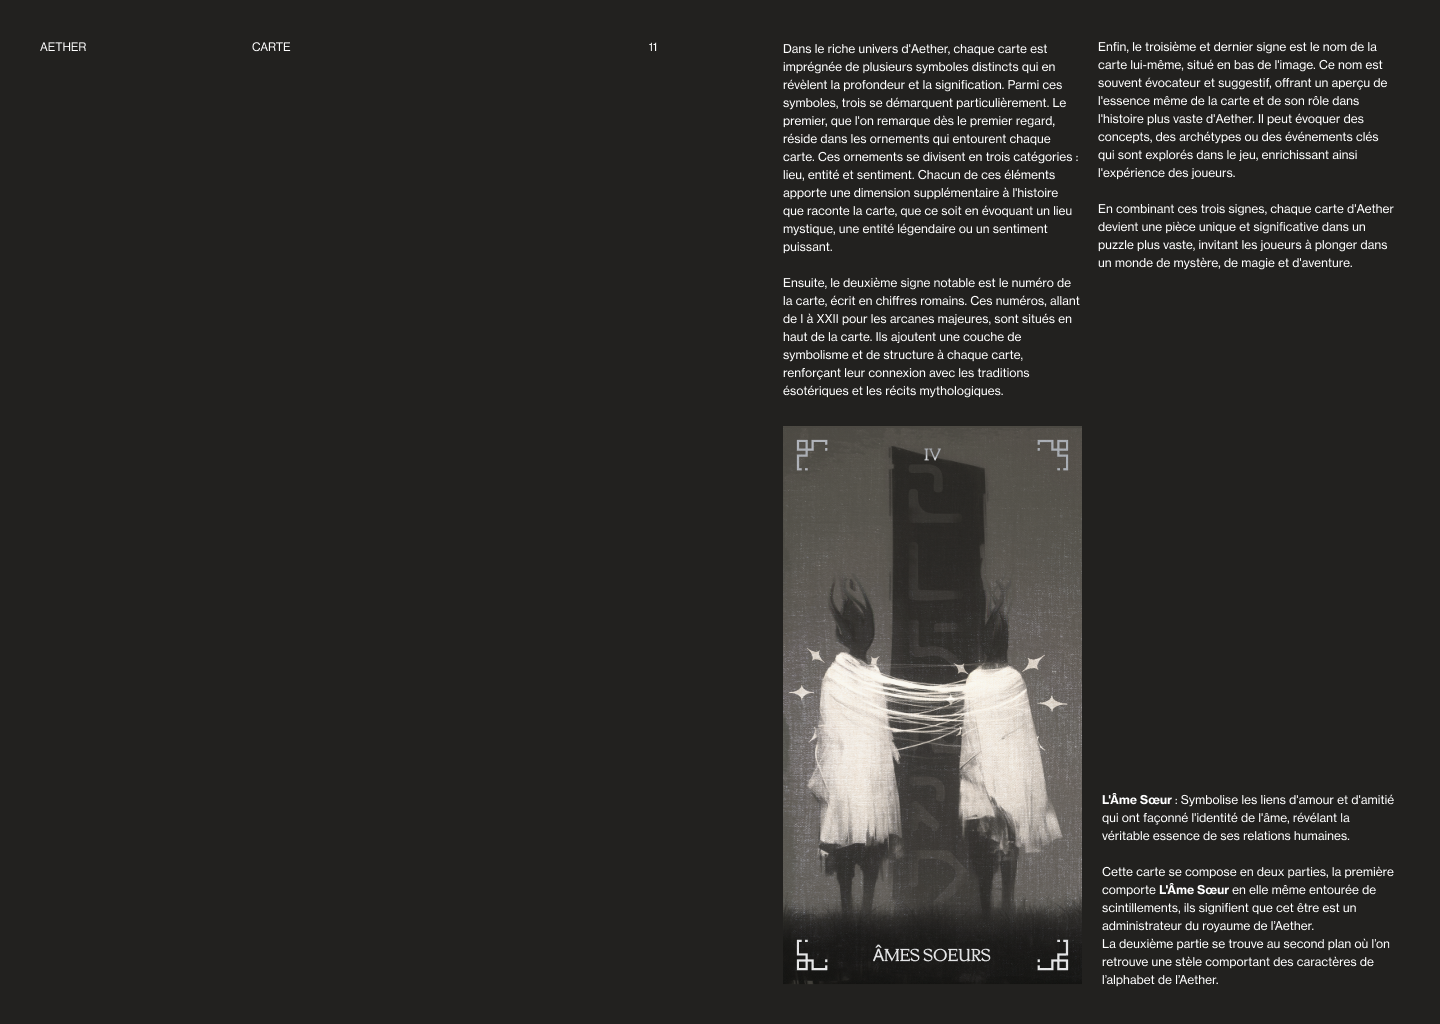 AETHER
CARTE
11
Dans le riche univers d'Aether, chaque carte est
imprégnée de plusieurs symboles distincts qui en
révèlent la profondeur et la signification. Parmi ces
symboles, trois se démarquent particulièrement. Le
premier, que l'on remarque dès le premier regard,
réside dans les ornements qui entourent chaque
carte. Ces ornements se divisent en trois catégories :
lieu, entité et sentiment. Chacun de ces éléments
apporte une dimension supplémentaire à l'histoire
que raconte la carte, que ce soit en évoquant un lieu
mystique, une entité légendaire ou un sentiment
puissant.
Ensuite, le deuxième signe notable est le numéro de
la carte, écrit en chiffres romains. Ces numéros, allant
de I à XXII pour les arcanes majeures, sont situés en
haut de la carte. Ils ajoutent une couche de
symbolisme et de structure à chaque carte,
renforçant leur connexion avec les traditions
ésotériques et les récits mythologiques.
Enfin, le troisième et dernier signe est le nom de la
carte lui-même, situé en bas de l'image. Ce nom est
souvent évocateur et suggestif, offrant un aperçu de
l'essence même de la carte et de son rôle dans
l'histoire plus vaste d'Aether. Il peut évoquer des
concepts, des archétypes ou des événements clés
qui sont explorés dans le jeu, enrichissant ainsi
l'expérience des joueurs.
En combinant ces trois signes, chaque carte d'Aether
devient une pièce unique et significative dans un
puzzle plus vaste, invitant les joueurs à plonger dans
un monde de mystère, de magie et d'aventure.
IV
ÂMES SOEURS
L'Âme Sœur : Symbolise les liens d'amour et d'amitié
qui ont façonné l'identité de l'âme, révélant la
véritable essence de ses relations humaines.
Cette carte se compose en deux parties, la première
comporte L'Âme Sœur en elle même entourée de
scintillements, ils signifient que cet être est un
administrateur du royaume de l'Aether.
La deuxième partie se trouve au second plan où l'on
retrouve une stèle comportant des caractères de
l'alphabet de l'Aether.